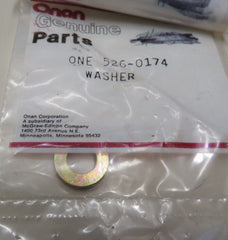 Onan
Genuine
Parts
ONE 526-0174
WASHER
Onan Corporation
A subsidiary of
McGraw-Edison Company
1400 73rd Avenue N.E.
Minneapolis, Minnesota 55432